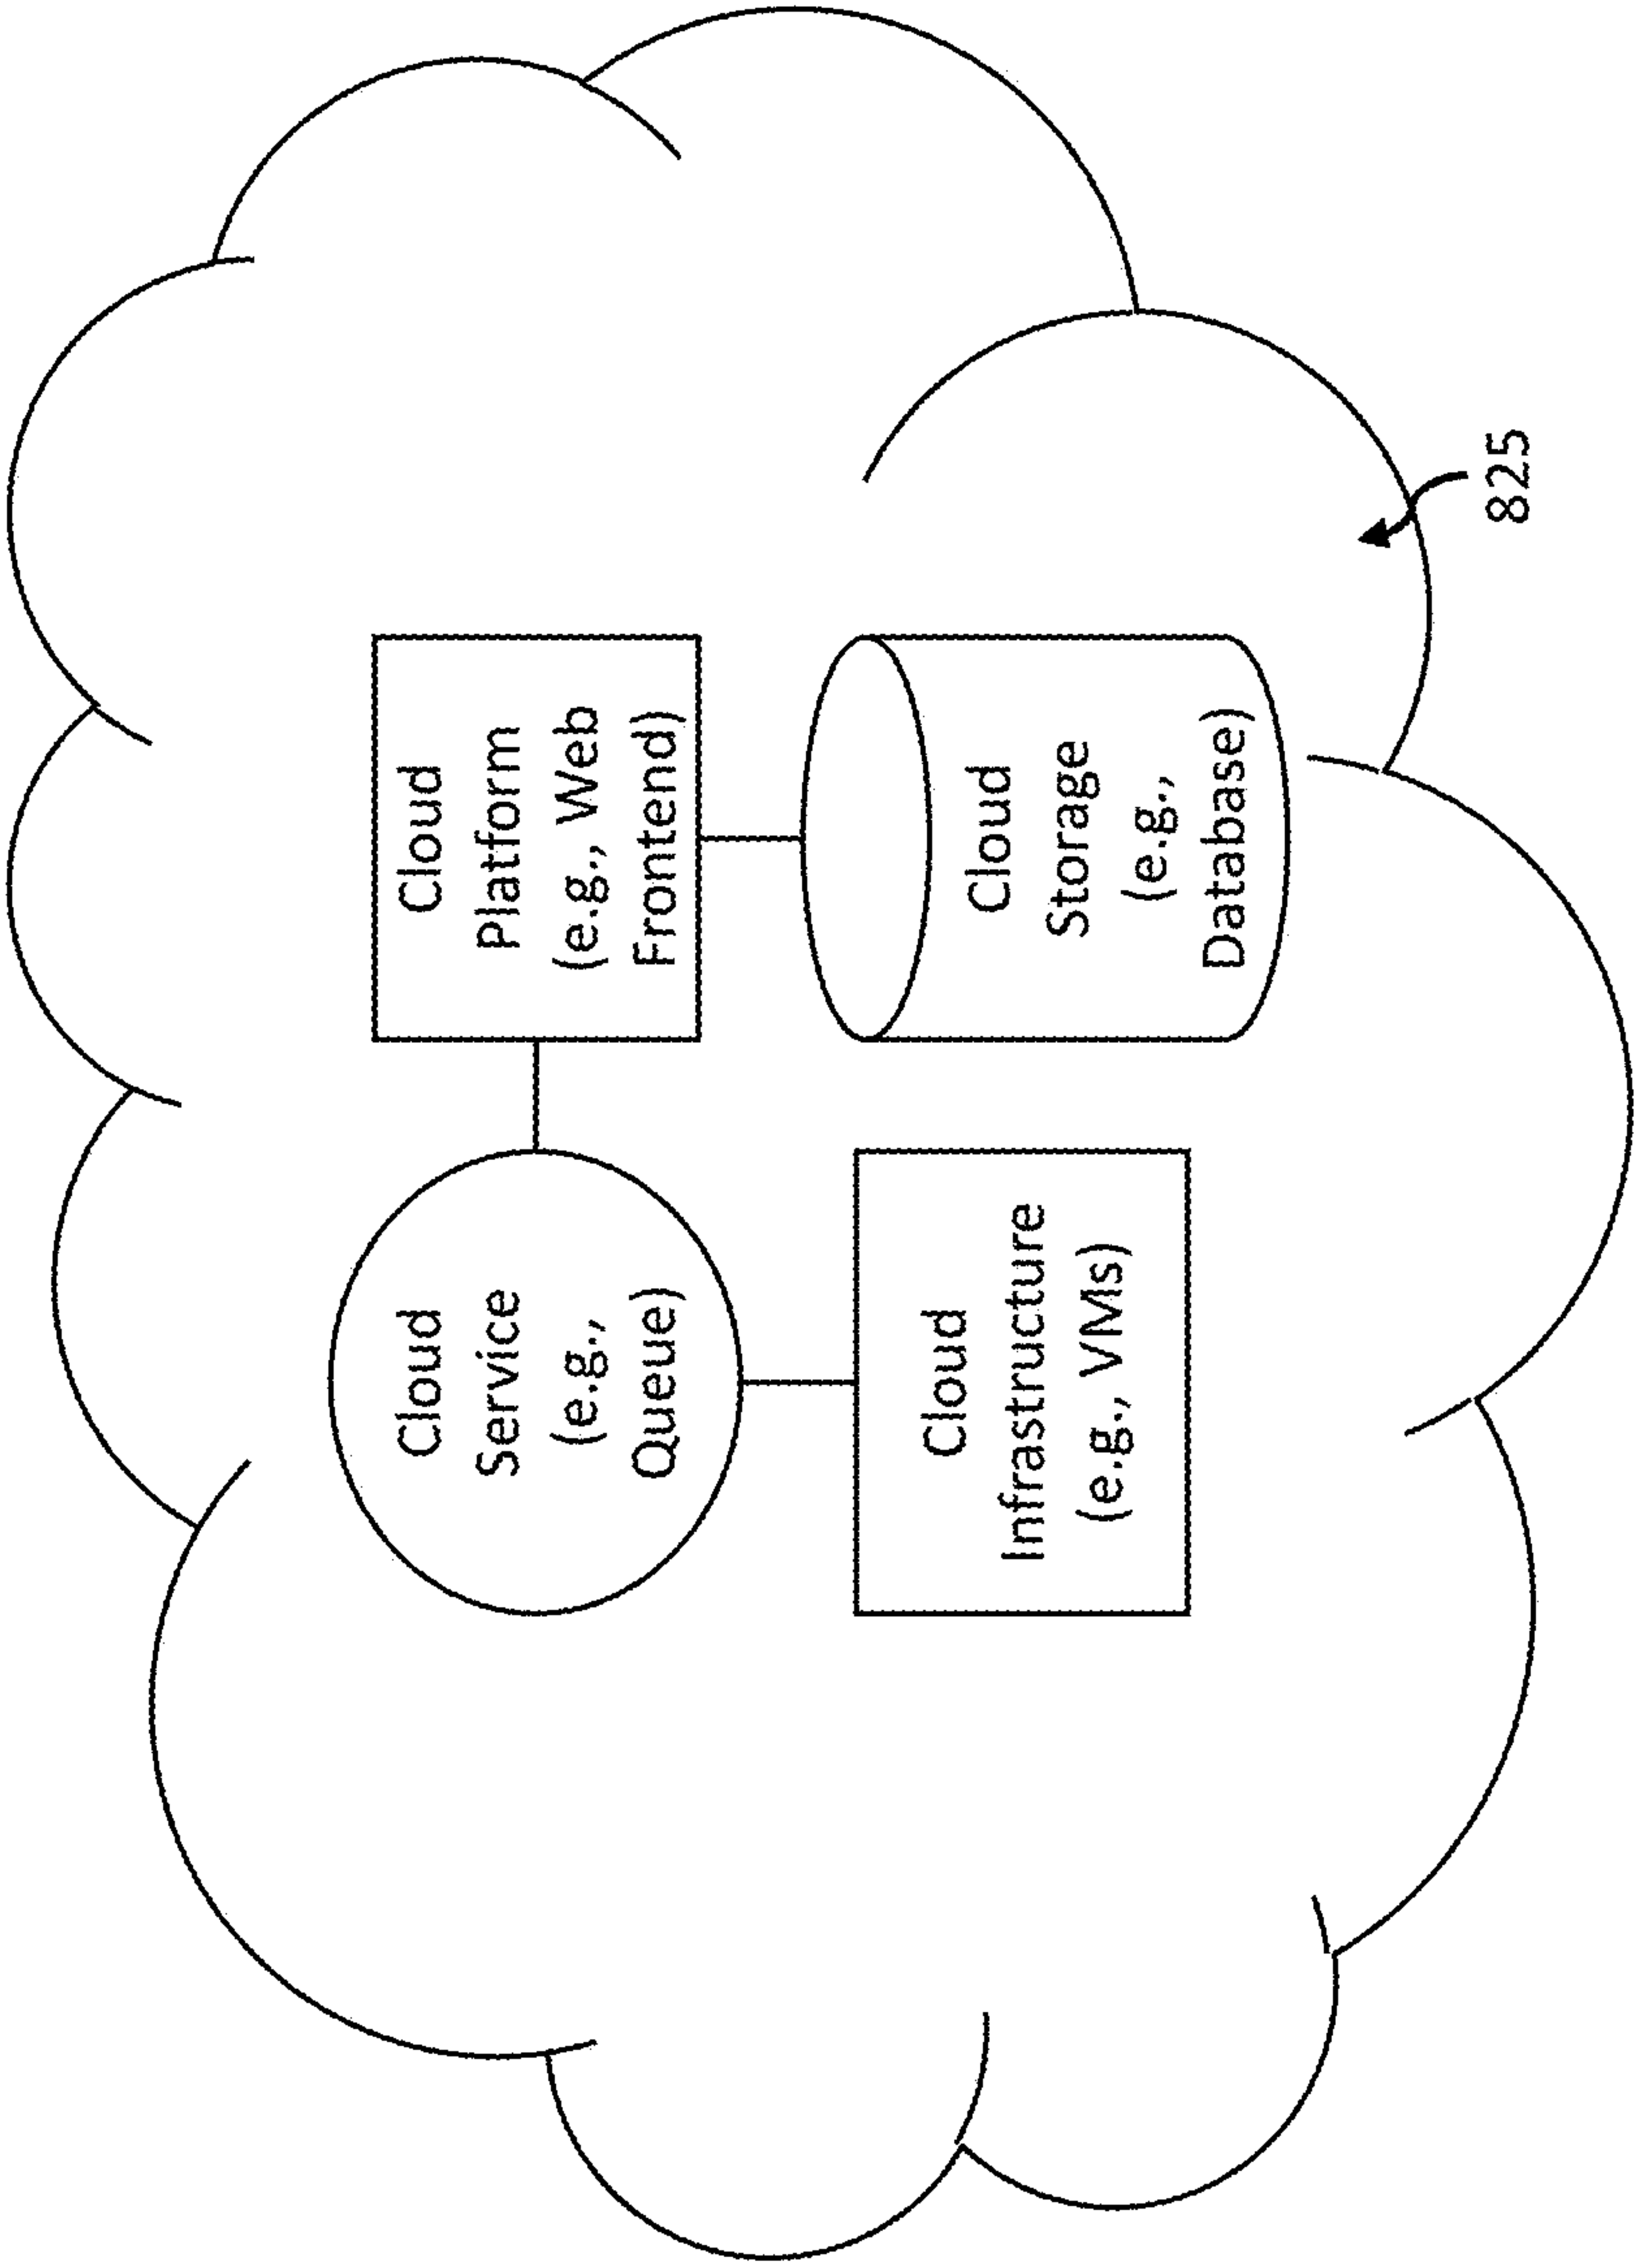 Cloud
Service
(e.g.,
Queue)
Cloud
Platform
(e.g., Web
Frontend)
Cloud
Infrastructure
(e.g., VMs)
Cloud
Storage
(e.g.,
Database)
825